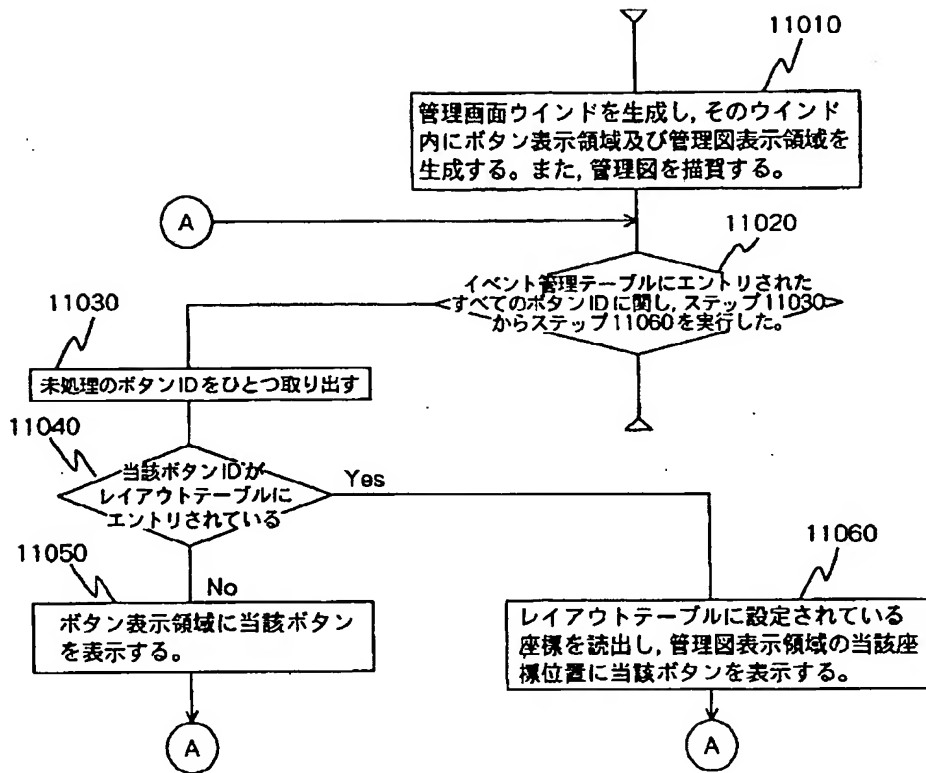 11010
管理画面ウインドを生成し,そのウインド
内にボタン表示領域及び管理図表示領域を
生成する。また,管理図を描貿する。
A
11020
イベント管理テーブルにエントリされた
すべてのボタンIDに関し,ステップ11030
からステップ11060を実行した。
11030
未処理のボタンIDをひとつ取り出す
11040
当該ボタンIDが
レイアウトテーブルに
エントリされている
Yes
No
11050
ボタン表示領域に当該ボタン
を表示する。
11060
レイアウトテーブルに設定されている
座標を読出し,管理図表示領域の当該座
標位置に当該ボタンを表示する。
A
A